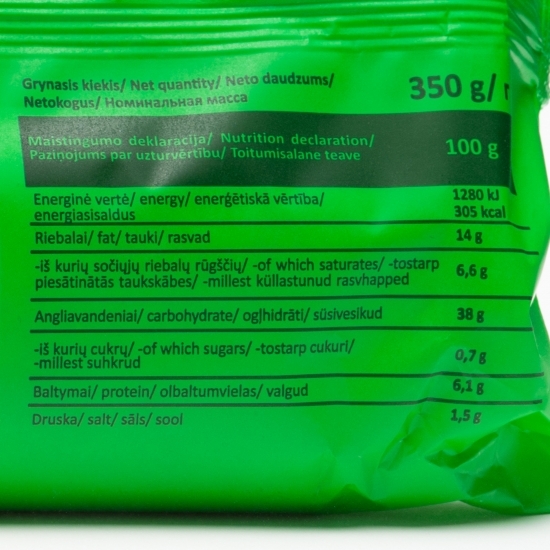 Grynasis kiekis/ Net quantity/ Neto daudzums/
Netokogus/ Номинальная масса
350 g/
Maistingumo deklaracija/ Nutrition declaration/
Paziņojums par uzturvērtību/ Toitumisalane teave
100 g
Energinė vertė/ energy/ enerģētiskā vērtība/
energiasisaldus
1280 kJ
305 kcal
Riebalai/ fat/ tauki/ rasvad
14 g
-iš kurių sočiųjų riebalų rūgščių/ -of which saturates/ -tostarp
piesātinātās taukskābes/ -millest küllastunud rasvhapped
6,6 g
Angliavandeniai/ carbohydrate/ ogļhidrāti/ süsivesikud
38 g
-iš kurių cukrų/ -of which sugars/ -tostarp cukuri/
-millest suhkrud
0,7 g
Baltymai/ protein/ olbaltumvielas/ valgud
6,1 g
Druska/ salt/ sāls/ sool
1,5 g